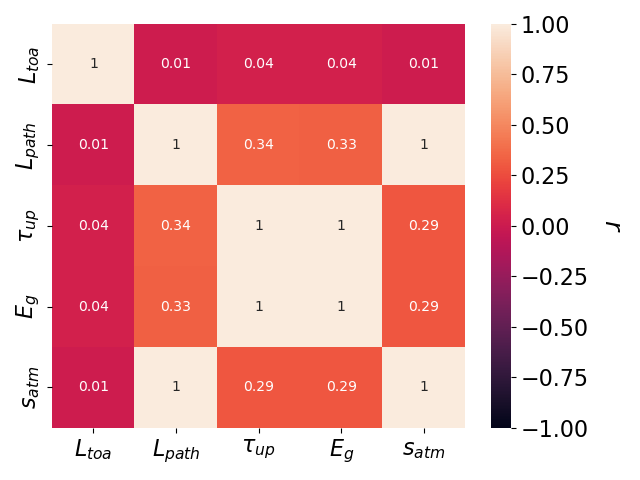 L_toa 1 0.01 0.04 0.04 0.01
L_path 0.01 1 0.34 0.33 1
τ_up 0.04 0.34 1 1 0.29
E_g 0.04 0.33 1 1 0.29
s_atm 0.01 1 0.29 0.29 1
L_toa L_path τ_up E_g s_atm
1.00
0.75
0.50
0.25
0.00
−0.25
−0.50
−0.75
−1.00
r